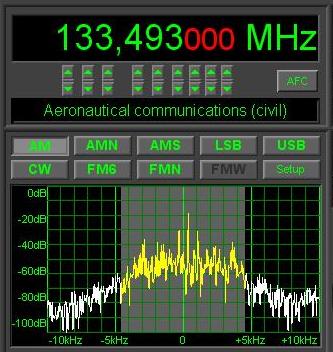 133,493000 MHz
AFC
Aeronautical communications (civil)
AM AMN AMS LSB USB
CW FM6 FMN FMW Setup
0dB
-20dB
-40dB
-60dB
-80dB
-100dB
-10kHz -5kHz 0 +5kHz +10kHz